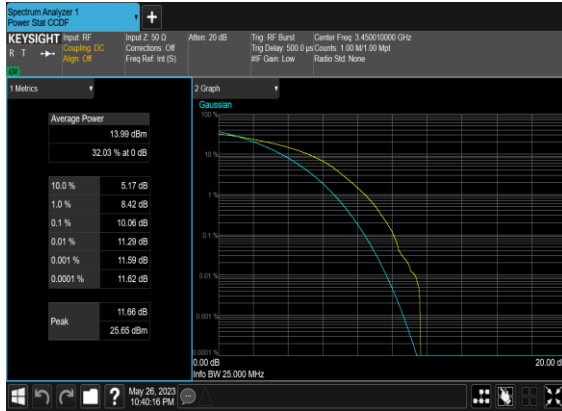 Spectrum Analyzer 1
Power Stat CCDF
+
KEYSIGHT
R T
LU
Input: RF
Coupling: DC
Align: Off
Input Z: 50 Ω
Corrections: Off
Freq Ref: Int (S)
Atten: 20 dB
Trig: RF Burst
Trig Delay: 500.0 µs
#IF Gain: Low
Center Freq: 3.450010000 GHz
Counts: 1.00 M/1.00 Mpt
Radio Std: None
1 Metrics
Average Power
13.99 dBm
32.03 % at 0 dB
10.0 % 5.17 dB
1.0 % 8.42 dB
0.1 % 10.06 dB
0.01 % 11.29 dB
0.001 % 11.59 dB
0.0001 % 11.62 dB
Peak
11.66 dB
25.65 dBm
2 Graph
Gaussian
100 %
10 %
1 %
0.1 %
0.01 %
0.001 %
0.0001 %
0.00 dB
20.00 d
Info BW 25.000 MHz
?
May 26, 2023
10:40:16 PM